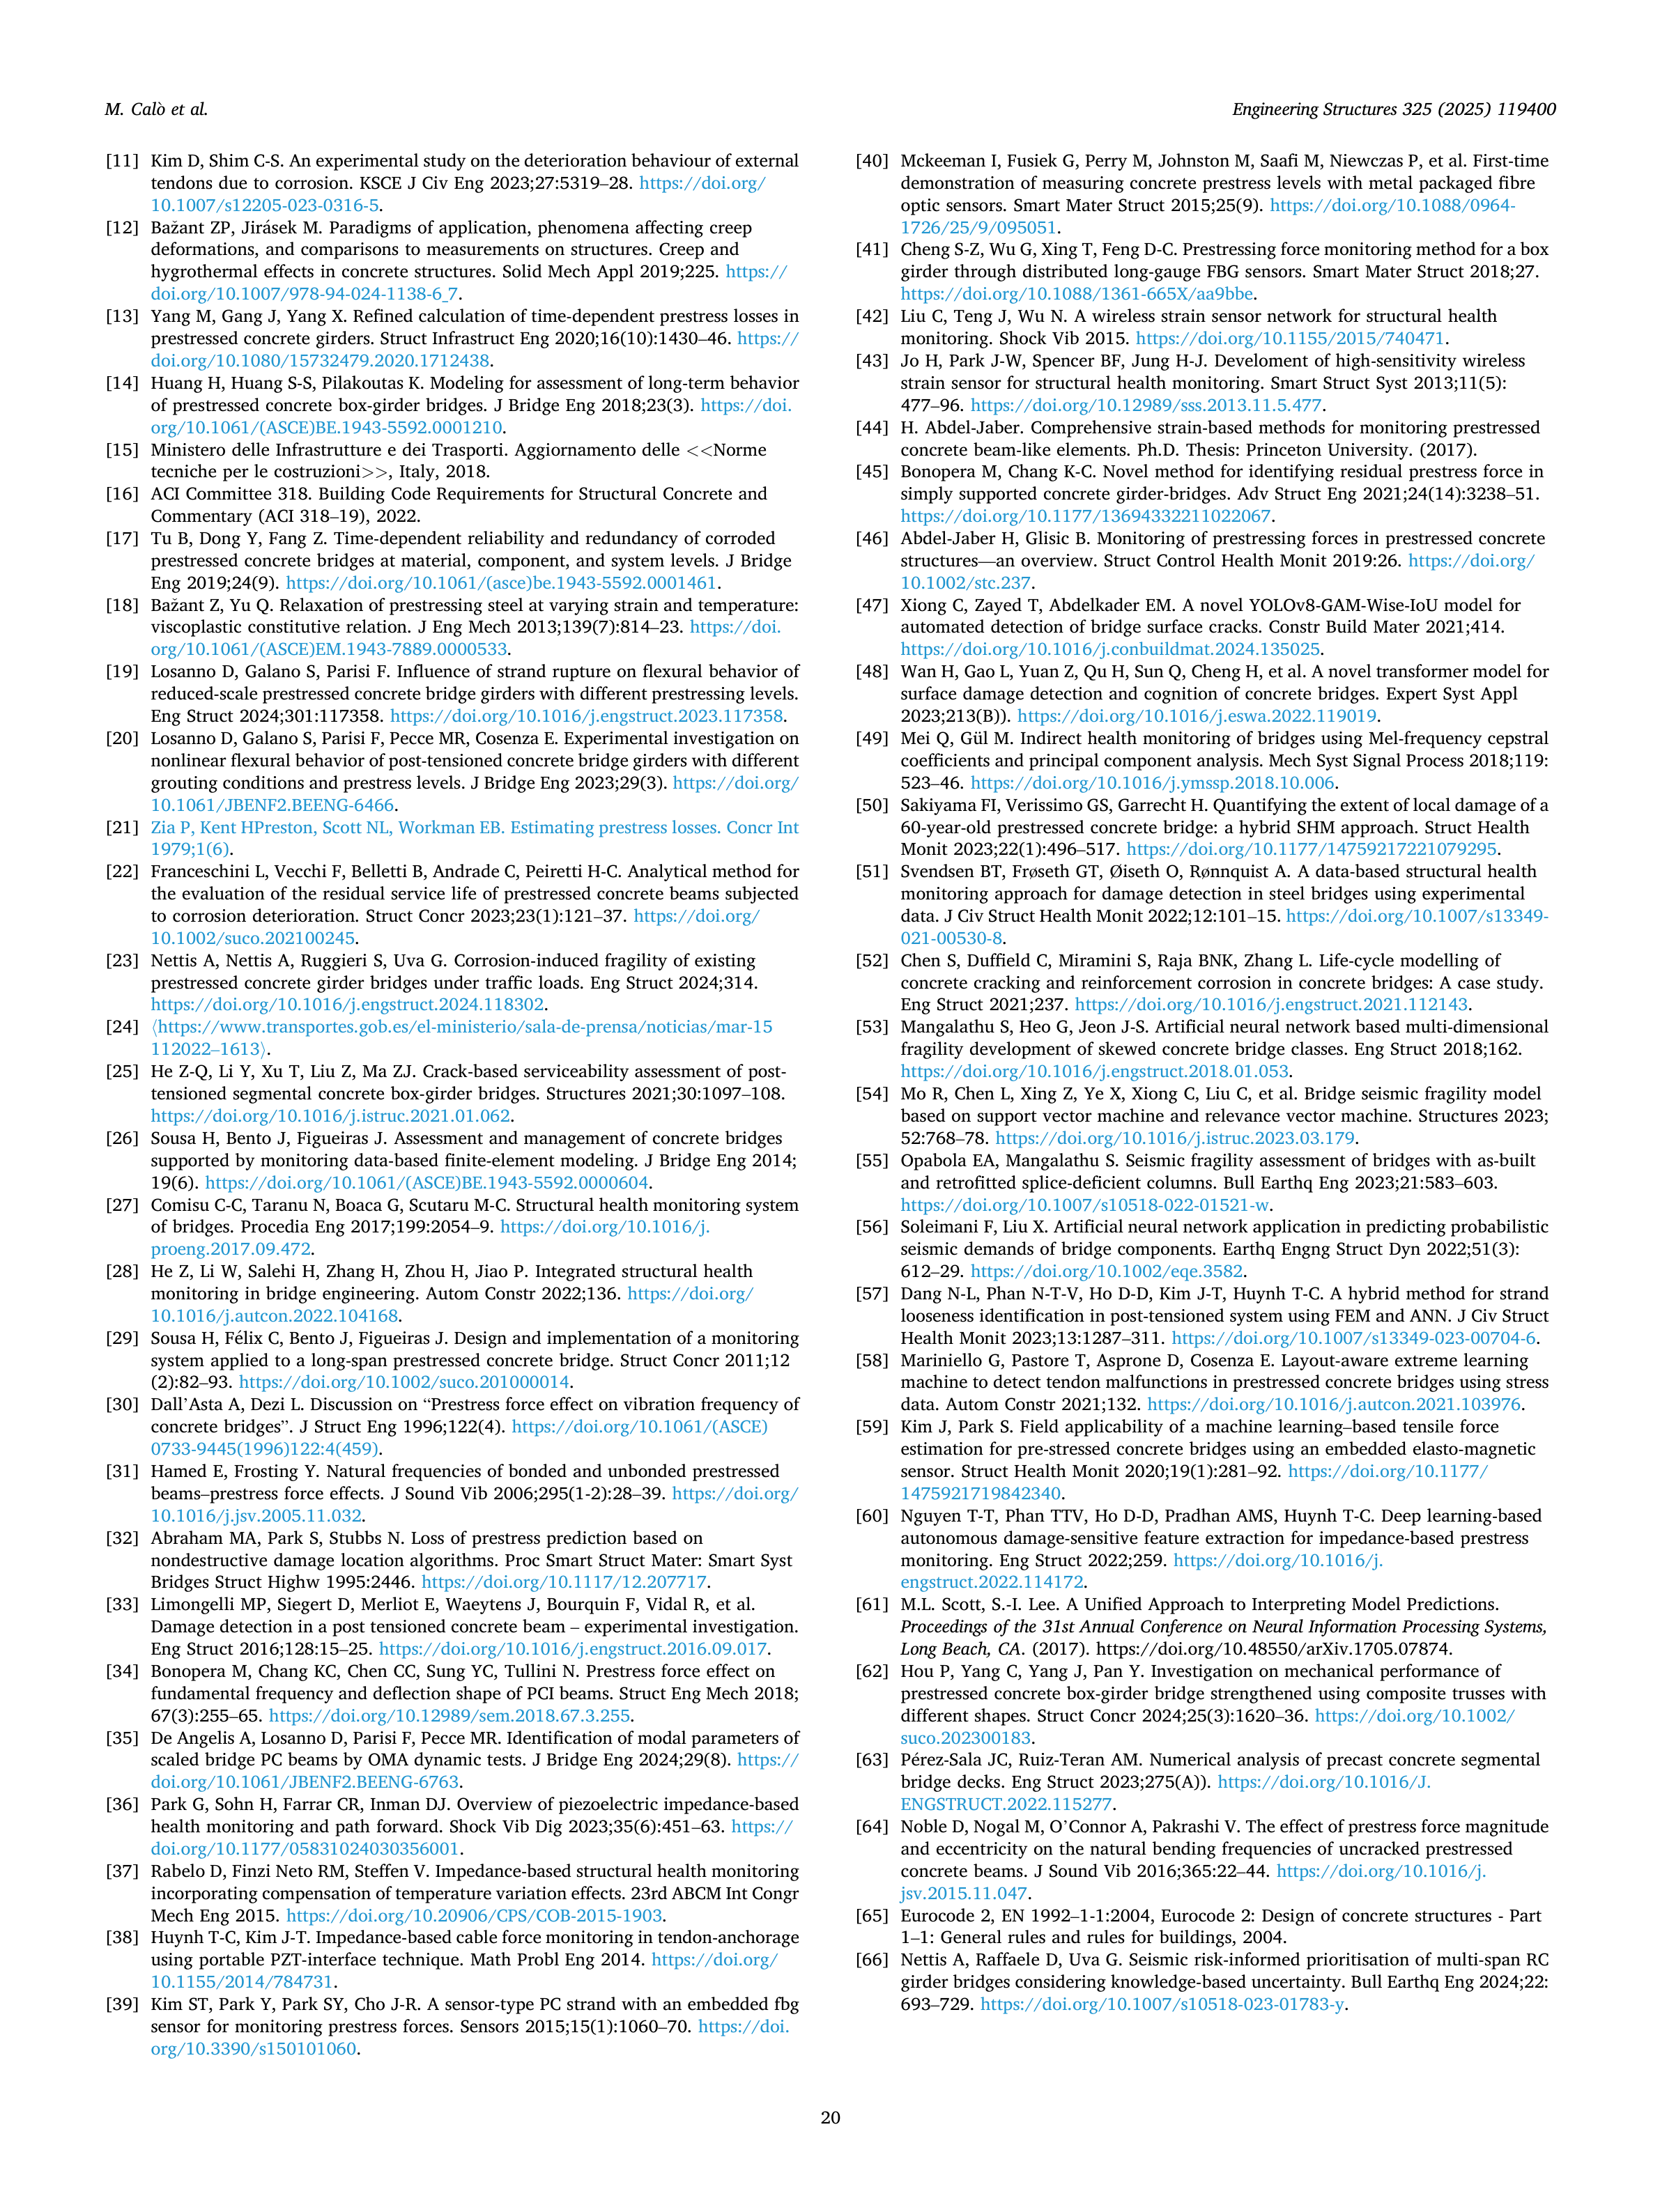 M. Calò et al.
Engineering Structures 325 (2025) 119400
[11] Kim D, Shim C-S. An experimental study on the deterioration behaviour of external
tendons due to corrosion. KSCE J Civ Eng 2023;27:5319–28. https://doi.org/
10.1007/s12205-023-0316-5.
[12] Bažant ZP, Jirásek M. Paradigms of application, phenomena affecting creep
deformations, and comparisons to measurements on structures. Creep and
hygrothermal effects in concrete structures. Solid Mech Appl 2019;225. https://
doi.org/10.1007/978-94-024-1138-6_7.
[13] Yang M, Gang J, Yang X. Refined calculation of time-dependent prestress losses in
prestressed concrete girders. Struct Infrastruct Eng 2020;16(10):1430–46. https://
doi.org/10.1080/15732479.2020.1712438.
[14] Huang H, Huang S-S, Pilakoutas K. Modeling for assessment of long-term behavior
of prestressed concrete box-girder bridges. J Bridge Eng 2018;23(3). https://doi.
org/10.1061/(ASCE)BE.1943-5592.0001210.
[15] Ministero delle Infrastrutture e dei Trasporti. Aggiornamento delle <<Norme
tecniche per le costruzioni>>, Italy, 2018.
[16] ACI Committee 318. Building Code Requirements for Structural Concrete and
Commentary (ACI 318–19), 2022.
[17] Tu B, Dong Y, Fang Z. Time-dependent reliability and redundancy of corroded
prestressed concrete bridges at material, component, and system levels. J Bridge
Eng 2019;24(9). https://doi.org/10.1061/(asce)be.1943-5592.0001461.
[18] Bažant Z, Yu Q. Relaxation of prestressing steel at varying strain and temperature:
viscoplastic constitutive relation. J Eng Mech 2013;139(7):814–23. https://doi.
org/10.1061/(ASCE)EM.1943-7889.0000533.
[19] Losanno D, Galano S, Parisi F. Influence of strand rupture on flexural behavior of
reduced-scale prestressed concrete bridge girders with different prestressing levels.
Eng Struct 2024;301:117358. https://doi.org/10.1016/j.engstruct.2023.117358.
[20] Losanno D, Galano S, Parisi F, Pecce MR, Cosenza E. Experimental investigation on
nonlinear flexural behavior of post-tensioned concrete bridge girders with different
grouting conditions and prestress levels. J Bridge Eng 2023;29(3). https://doi.org/
10.1061/JBENF2.BEENG-6466.
[21] Zia P, Kent HPreston, Scott NL, Workman EB. Estimating prestress losses. Concr Int
1979;1(6).
[22] Franceschini L, Vecchi F, Belletti B, Andrade C, Peiretti H-C. Analytical method for
the evaluation of the residual service life of prestressed concrete beams subjected
to corrosion deterioration. Struct Concr 2023;23(1):121–37. https://doi.org/
10.1002/suco.202100245.
[23] Nettis A, Nettis A, Ruggieri S, Uva G. Corrosion-induced fragility of existing
prestressed concrete girder bridges under traffic loads. Eng Struct 2024;314.
https://doi.org/10.1016/j.engstruct.2024.118302.
[24] ⟨https://www.transportes.gob.es/el-ministerio/sala-de-prensa/noticias/mar-15
112022–1613⟩.
[25] He Z-Q, Li Y, Xu T, Liu Z, Ma ZJ. Crack-based serviceability assessment of post-
tensioned segmental concrete box-girder bridges. Structures 2021;30:1097–108.
https://doi.org/10.1016/j.istruc.2021.01.062.
[26] Sousa H, Bento J, Figueiras J. Assessment and management of concrete bridges
supported by monitoring data-based finite-element modeling. J Bridge Eng 2014;
19(6). https://doi.org/10.1061/(ASCE)BE.1943-5592.0000604.
[27] Comisu C-C, Taranu N, Boaca G, Scutaru M-C. Structural health monitoring system
of bridges. Procedia Eng 2017;199:2054–9. https://doi.org/10.1016/j.
proeng.2017.09.472.
[28] He Z, Li W, Salehi H, Zhang H, Zhou H, Jiao P. Integrated structural health
monitoring in bridge engineering. Autom Constr 2022;136. https://doi.org/
10.1016/j.autcon.2022.104168.
[29] Sousa H, Félix C, Bento J, Figueiras J. Design and implementation of a monitoring
system applied to a long-span prestressed concrete bridge. Struct Concr 2011;12
(2):82–93. https://doi.org/10.1002/suco.201000014.
[30] Dall’Asta A, Dezi L. Discussion on “Prestress force effect on vibration frequency of
concrete bridges”. J Struct Eng 1996;122(4). https://doi.org/10.1061/(ASCE)
0733-9445(1996)122:4(459).
[31] Hamed E, Frosting Y. Natural frequencies of bonded and unbonded prestressed
beams–prestress force effects. J Sound Vib 2006;295(1-2):28–39. https://doi.org/
10.1016/j.jsv.2005.11.032.
[32] Abraham MA, Park S, Stubbs N. Loss of prestress prediction based on
nondestructive damage location algorithms. Proc Smart Struct Mater: Smart Syst
Bridges Struct Highw 1995:2446. https://doi.org/10.1117/12.207717.
[33] Limongelli MP, Siegert D, Merliot E, Waeytens J, Bourquin F, Vidal R, et al.
Damage detection in a post tensioned concrete beam – experimental investigation.
Eng Struct 2016;128:15–25. https://doi.org/10.1016/j.engstruct.2016.09.017.
[34] Bonopera M, Chang KC, Chen CC, Sung YC, Tullini N. Prestress force effect on
fundamental frequency and deflection shape of PCI beams. Struct Eng Mech 2018;
67(3):255–65. https://doi.org/10.12989/sem.2018.67.3.255.
[35] De Angelis A, Losanno D, Parisi F, Pecce MR. Identification of modal parameters of
scaled bridge PC beams by OMA dynamic tests. J Bridge Eng 2024;29(8). https://
doi.org/10.1061/JBENF2.BEENG-6763.
[36] Park G, Sohn H, Farrar CR, Inman DJ. Overview of piezoelectric impedance-based
health monitoring and path forward. Shock Vib Dig 2023;35(6):451–63. https://
doi.org/10.1177/05831024030356001.
[37] Rabelo D, Finzi Neto RM, Steffen V. Impedance-based structural health monitoring
incorporating compensation of temperature variation effects. 23rd ABCM Int Congr
Mech Eng 2015. https://doi.org/10.20906/CPS/COB-2015-1903.
[38] Huynh T-C, Kim J-T. Impedance-based cable force monitoring in tendon-anchorage
using portable PZT-interface technique. Math Probl Eng 2014. https://doi.org/
10.1155/2014/784731.
[39] Kim ST, Park Y, Park SY, Cho J-R. A sensor-type PC strand with an embedded fbg
sensor for monitoring prestress forces. Sensors 2015;15(1):1060–70. https://doi.
org/10.3390/s150101060.
[40] Mckeeman I, Fusiek G, Perry M, Johnston M, Saafi M, Niewczas P, et al. First-time
demonstration of measuring concrete prestress levels with metal packaged fibre
optic sensors. Smart Mater Struct 2015;25(9). https://doi.org/10.1088/0964-
1726/25/9/095051.
[41] Cheng S-Z, Wu G, Xing T, Feng D-C. Prestressing force monitoring method for a box
girder through distributed long-gauge FBG sensors. Smart Mater Struct 2018;27.
https://doi.org/10.1088/1361-665X/aa9bbe.
[42] Liu C, Teng J, Wu N. A wireless strain sensor network for structural health
monitoring. Shock Vib 2015. https://doi.org/10.1155/2015/740471.
[43] Jo H, Park J-W, Spencer BF, Jung H-J. Develoment of high-sensitivity wireless
strain sensor for structural health monitoring. Smart Struct Syst 2013;11(5):
477–96. https://doi.org/10.12989/sss.2013.11.5.477.
[44] H. Abdel-Jaber. Comprehensive strain-based methods for monitoring prestressed
concrete beam-like elements. Ph.D. Thesis: Princeton University. (2017).
[45] Bonopera M, Chang K-C. Novel method for identifying residual prestress force in
simply supported concrete girder-bridges. Adv Struct Eng 2021;24(14):3238–51.
https://doi.org/10.1177/13694332211022067.
[46] Abdel-Jaber H, Glisic B. Monitoring of prestressing forces in prestressed concrete
structures—an overview. Struct Control Health Monit 2019:26. https://doi.org/
10.1002/stc.237.
[47] Xiong C, Zayed T, Abdelkader EM. A novel YOLOv8-GAM-Wise-IoU model for
automated detection of bridge surface cracks. Constr Build Mater 2021;414.
https://doi.org/10.1016/j.conbuildmat.2024.135025.
[48] Wan H, Gao L, Yuan Z, Qu H, Sun Q, Cheng H, et al. A novel transformer model for
surface damage detection and cognition of concrete bridges. Expert Syst Appl
2023;213(B)). https://doi.org/10.1016/j.eswa.2022.119019.
[49] Mei Q, Gül M. Indirect health monitoring of bridges using Mel-frequency cepstral
coefficients and principal component analysis. Mech Syst Signal Process 2018;119:
523–46. https://doi.org/10.1016/j.ymssp.2018.10.006.
[50] Sakiyama FI, Verissimo GS, Garrecht H. Quantifying the extent of local damage of a
60-year-old prestressed concrete bridge: a hybrid SHM approach. Struct Health
Monit 2023;22(1):496–517. https://doi.org/10.1177/14759217221079295.
[51] Svendsen BT, Frøseth GT, Øiseth O, Rønnquist A. A data-based structural health
monitoring approach for damage detection in steel bridges using experimental
data. J Civ Struct Health Monit 2022;12:101–15. https://doi.org/10.1007/s13349-
021-00530-8.
[52] Chen S, Duffield C, Miramini S, Raja BNK, Zhang L. Life-cycle modelling of
concrete cracking and reinforcement corrosion in concrete bridges: A case study.
Eng Struct 2021;237. https://doi.org/10.1016/j.engstruct.2021.112143.
[53] Mangalathu S, Heo G, Jeon J-S. Artificial neural network based multi-dimensional
fragility development of skewed concrete bridge classes. Eng Struct 2018;162.
https://doi.org/10.1016/j.engstruct.2018.01.053.
[54] Mo R, Chen L, Xing Z, Ye X, Xiong C, Liu C, et al. Bridge seismic fragility model
based on support vector machine and relevance vector machine. Structures 2023;
52:768–78. https://doi.org/10.1016/j.istruc.2023.03.179.
[55] Opabola EA, Mangalathu S. Seismic fragility assessment of bridges with as-built
and retrofitted splice-deficient columns. Bull Earthq Eng 2023;21:583–603.
https://doi.org/10.1007/s10518-022-01521-w.
[56] Soleimani F, Liu X. Artificial neural network application in predicting probabilistic
seismic demands of bridge components. Earthq Engng Struct Dyn 2022;51(3):
612–29. https://doi.org/10.1002/eqe.3582.
[57] Dang N-L, Phan N-T-V, Ho D-D, Kim J-T, Huynh T-C. A hybrid method for strand
looseness identification in post-tensioned system using FEM and ANN. J Civ Struct
Health Monit 2023;13:1287–311. https://doi.org/10.1007/s13349-023-00704-6.
[58] Mariniello G, Pastore T, Asprone D, Cosenza E. Layout-aware extreme learning
machine to detect tendon malfunctions in prestressed concrete bridges using stress
data. Autom Constr 2021;132. https://doi.org/10.1016/j.autcon.2021.103976.
[59] Kim J, Park S. Field applicability of a machine learning–based tensile force
estimation for pre-stressed concrete bridges using an embedded elasto-magnetic
sensor. Struct Health Monit 2020;19(1):281–92. https://doi.org/10.1177/
1475921719842340.
[60] Nguyen T-T, Phan TTV, Ho D-D, Pradhan AMS, Huynh T-C. Deep learning-based
autonomous damage-sensitive feature extraction for impedance-based prestress
monitoring. Eng Struct 2022;259. https://doi.org/10.1016/j.
engstruct.2022.114172.
[61] M.L. Scott, S.-I. Lee. A Unified Approach to Interpreting Model Predictions.
Proceedings of the 31st Annual Conference on Neural Information Processing Systems,
Long Beach, CA. (2017). https://doi.org/10.48550/arXiv.1705.07874.
[62] Hou P, Yang C, Yang J, Pan Y. Investigation on mechanical performance of
prestressed concrete box-girder bridge strengthened using composite trusses with
different shapes. Struct Concr 2024;25(3):1620–36. https://doi.org/10.1002/
suco.202300183.
[63] Pérez-Sala JC, Ruiz-Teran AM. Numerical analysis of precast concrete segmental
bridge decks. Eng Struct 2023;275(A)). https://doi.org/10.1016/J.
ENGSTRUCT.2022.115277.
[64] Noble D, Nogal M, O’Connor A, Pakrashi V. The effect of prestress force magnitude
and eccentricity on the natural bending frequencies of uncracked prestressed
concrete beams. J Sound Vib 2016;365:22–44. https://doi.org/10.1016/j.
jsv.2015.11.047.
[65] Eurocode 2, EN 1992–1-1:2004, Eurocode 2: Design of concrete structures - Part
1–1: General rules and rules for buildings, 2004.
[66] Nettis A, Raffaele D, Uva G. Seismic risk-informed prioritisation of multi-span RC
girder bridges considering knowledge-based uncertainty. Bull Earthq Eng 2024;22:
693–729. https://doi.org/10.1007/s10518-023-01783-y.
20